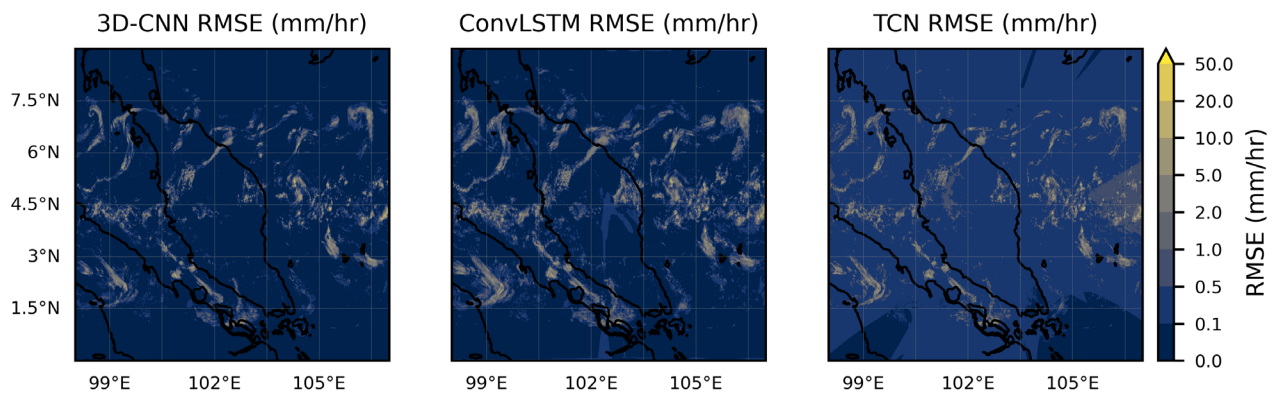 3D-CNN RMSE (mm/hr)
ConvLSTM RMSE (mm/hr)
TCN RMSE (mm/hr)
7.5°N
6°N
4.5°N
3°N
1.5°N
99°E
102°E
105°E
99°E
102°E
105°E
99°E
102°E
105°E
50.0
20.0
10.0
5.0
2.0
1.0
0.5
0.1
0.0
RMSE (mm/hr)